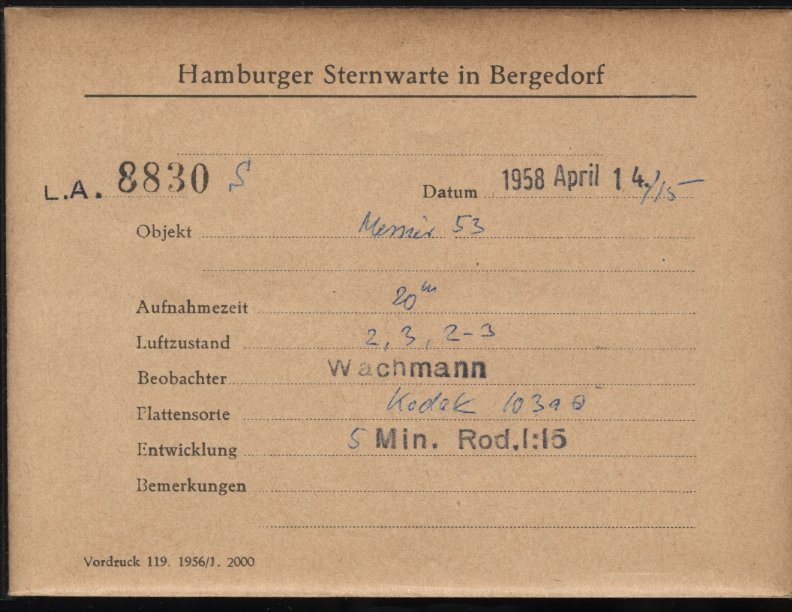 Hamburger Sternwarte in Bergedorf
L.A. 8830 S
Datum 1958 April 14./15
Objekt Messier 53
Aufnahmezeit 20ᵐ
Luftzustand 2, 3, 2-3
Beobachter Wachmann
Plattensorte Kodak 103a
Entwicklung 5 Min. Rod.1:15
Bemerkungen
Vordruck 119. 1956/1. 2000